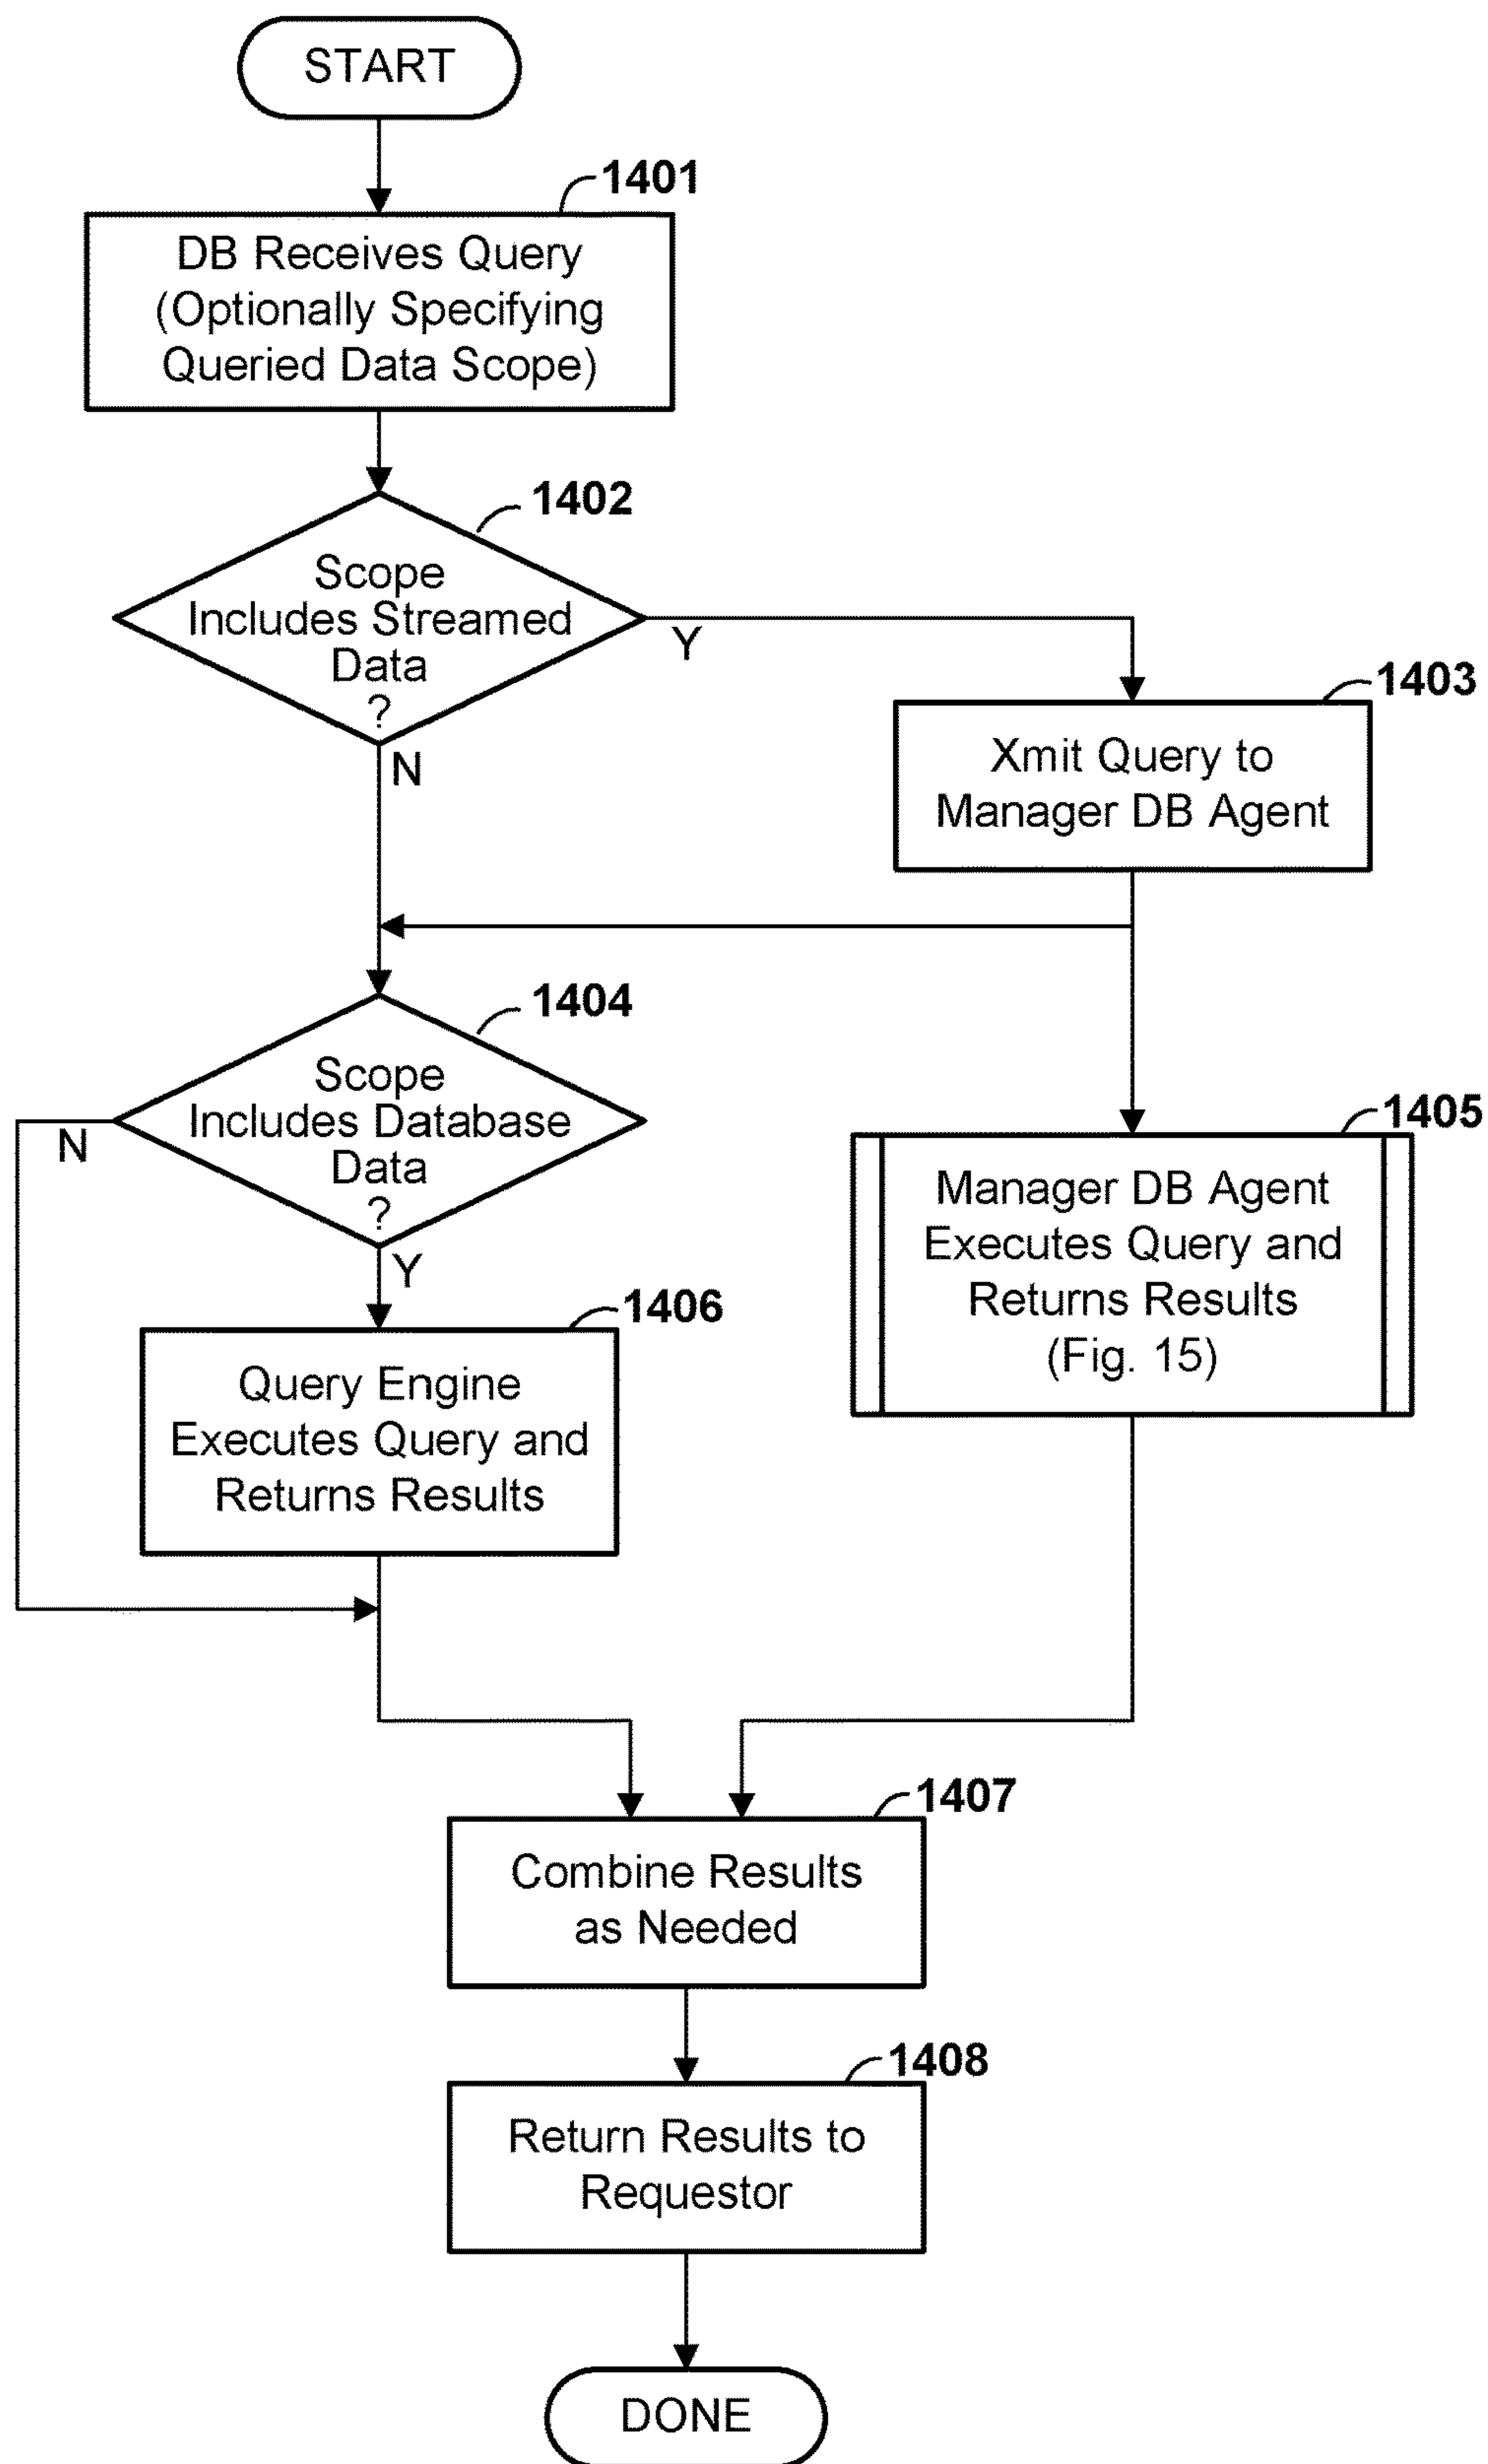 START
1401
DB Receives Query
(Optionally Specifying
Queried Data Scope)
1402
Scope
Includes Streamed
Data
?
Y
N
1403
Xmit Query to
Manager DB Agent
1404
Scope
Includes Database
Data
?
N
Y
1405
Manager DB Agent
Executes Query and
Returns Results
(Fig. 15)
1406
Query Engine
Executes Query and
Returns Results
1407
Combine Results
as Needed
1408
Return Results to
Requestor
DONE